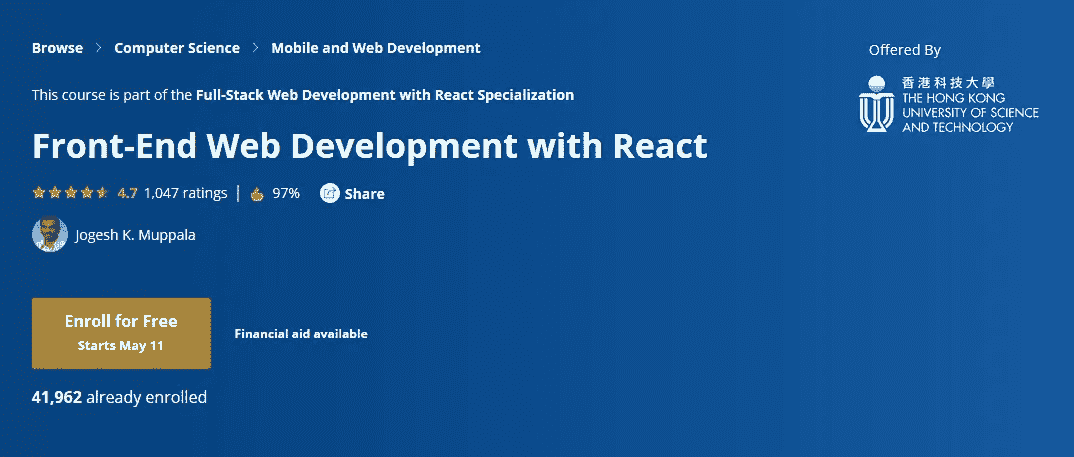 Browse > Computer Science > Mobile and Web Development
Offered By
香港科技大學
THE HONG KONG
UNIVERSITY OF SCIENCE
AND TECHNOLOGY
This course is part of the Full-Stack Web Development with React Specialization
Front-End Web Development with React
4.7 1,047 ratings | 97% Share
Jogesh K. Muppala
Enroll for Free
Starts May 11
Financial aid available
41,962 already enrolled